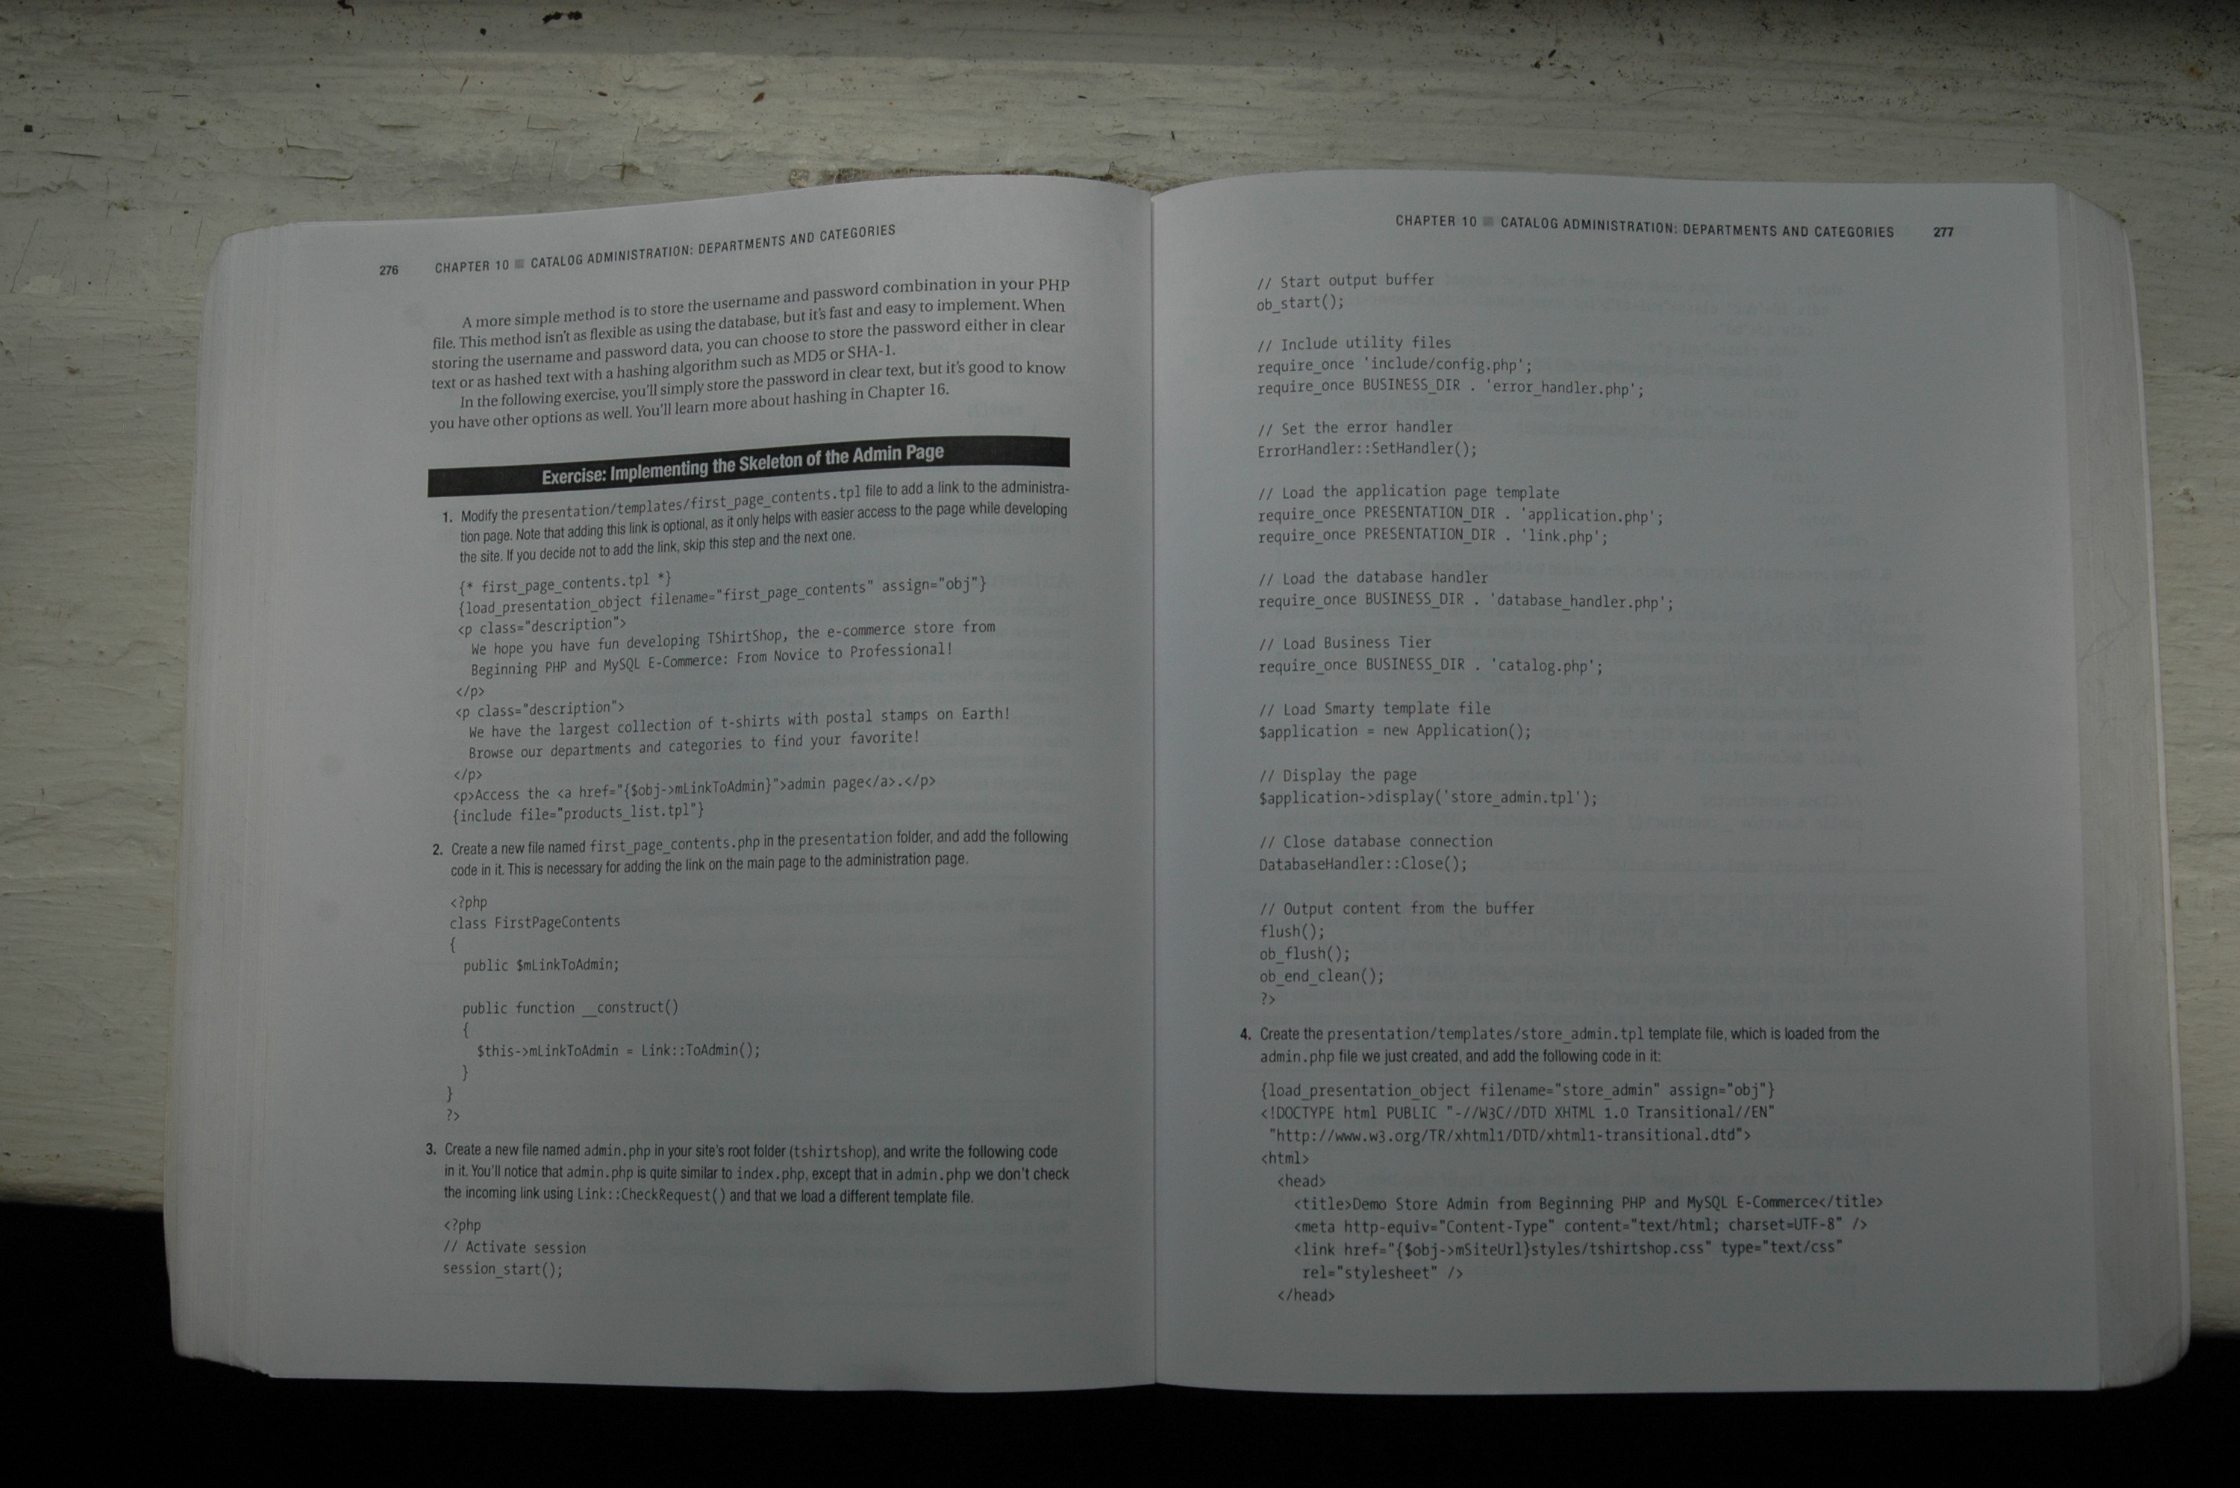 276 CHAPTER 10 ■ CATALOG ADMINISTRATION: DEPARTMENTS AND CATEGORIES
A more simple method is to store the username and password combination in your PHP
file. This method isn't as flexible as using the database, but it's fast and easy to implement. When
storing the username and password data, you can choose to store the password either in clear
text or as hashed text with a hashing algorithm such as MD5 or SHA-1.
In the following exercise, you'll simply store the password in clear text, but it's good to know
you have other options as well. You'll learn more about hashing in Chapter 16.
Exercise: Implementing the Skeleton of the Admin Page
1. Modify the presentation/templates/first_page_contents.tpl file to add a link to the administra-
tion page. Note that adding this link is optional, as it only helps with easier access to the page while developing
the site. If you decide not to add the link, skip this step and the next one.
{* first_page_contents.tpl *}
{load_presentation_object filename="first_page_contents" assign="obj"}
<p class="description">
We hope you have fun developing TShirtShop, the e-commerce store from
Beginning PHP and MySQL E-Commerce: From Novice to Professional!
</p>
<p class="description">
We have the largest collection of t-shirts with postal stamps on Earth!
Browse our departments and categories to find your favorite!
</p>
<p>Access the <a href="{$obj->mLinkToAdmin}">admin page</a>.</p>
{include file="products_list.tpl"}
2. Create a new file named first_page_contents.php in the presentation folder, and add the following
code in it. This is necessary for adding the link on the main page to the administration page.
<?php
class FirstPageContents
{
public $mLinkToAdmin;
public function __construct()
{
$this->mLinkToAdmin = Link::ToAdmin();
}
}
?>
3. Create a new file named admin.php in your site's root folder (tshirtshop), and write the following code
in it. You'll notice that admin.php is quite similar to index.php, except that in admin.php we don't check
the incoming link using Link::CheckRequest() and that we load a different template file.
<?php
// Activate session
session_start();
CHAPTER 10 ■ CATALOG ADMINISTRATION: DEPARTMENTS AND CATEGORIES 277
// Start output buffer
ob_start();
// Include utility files
require_once 'include/config.php';
require_once BUSINESS_DIR . 'error_handler.php';
// Set the error handler
ErrorHandler::SetHandler();
// Load the application page template
require_once PRESENTATION_DIR . 'application.php';
require_once PRESENTATION_DIR . 'link.php';
// Load the database handler
require_once BUSINESS_DIR . 'database_handler.php';
// Load Business Tier
require_once BUSINESS_DIR . 'catalog.php';
// Load Smarty template file
$application = new Application();
// Display the page
$application->display('store_admin.tpl');
// Close database connection
DatabaseHandler::Close();
// Output content from the buffer
flush();
ob_flush();
ob_end_clean();
?>
4. Create the presentation/templates/store_admin.tpl template file, which is loaded from the
admin.php file we just created, and add the following code in it:
{load_presentation_object filename="store_admin" assign="obj"}
<!DOCTYPE html PUBLIC "-//W3C//DTD XHTML 1.0 Transitional//EN"
"http://www.w3.org/TR/xhtml1/DTD/xhtml1-transitional.dtd">
<html>
<head>
<title>Demo Store Admin from Beginning PHP and MySQL E-Commerce</title>
<meta http-equiv="Content-Type" content="text/html; charset=UTF-8" />
<link href="{$obj->mSiteUrl}styles/tshirtshop.css" type="text/css"
rel="stylesheet" />
</head>